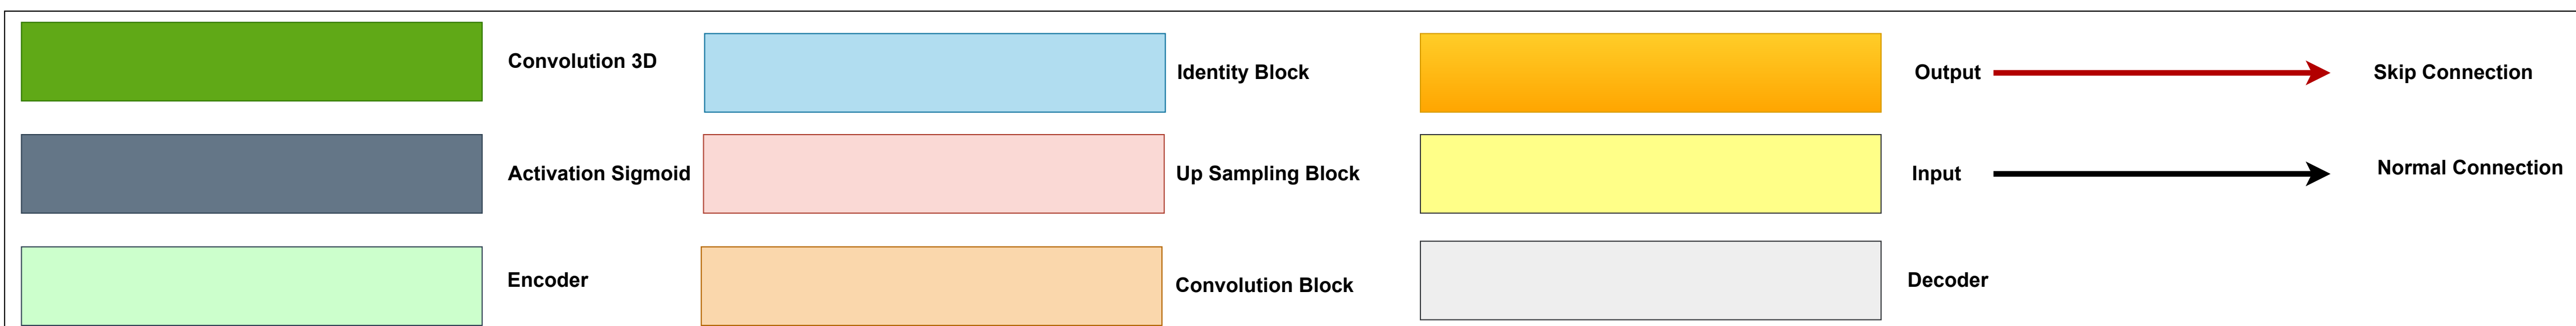 Convolution 3D
Identity Block
Output
Skip Connection
Activation Sigmoid
Up Sampling Block
Input
Normal Connection
Encoder
Convolution Block
Decoder